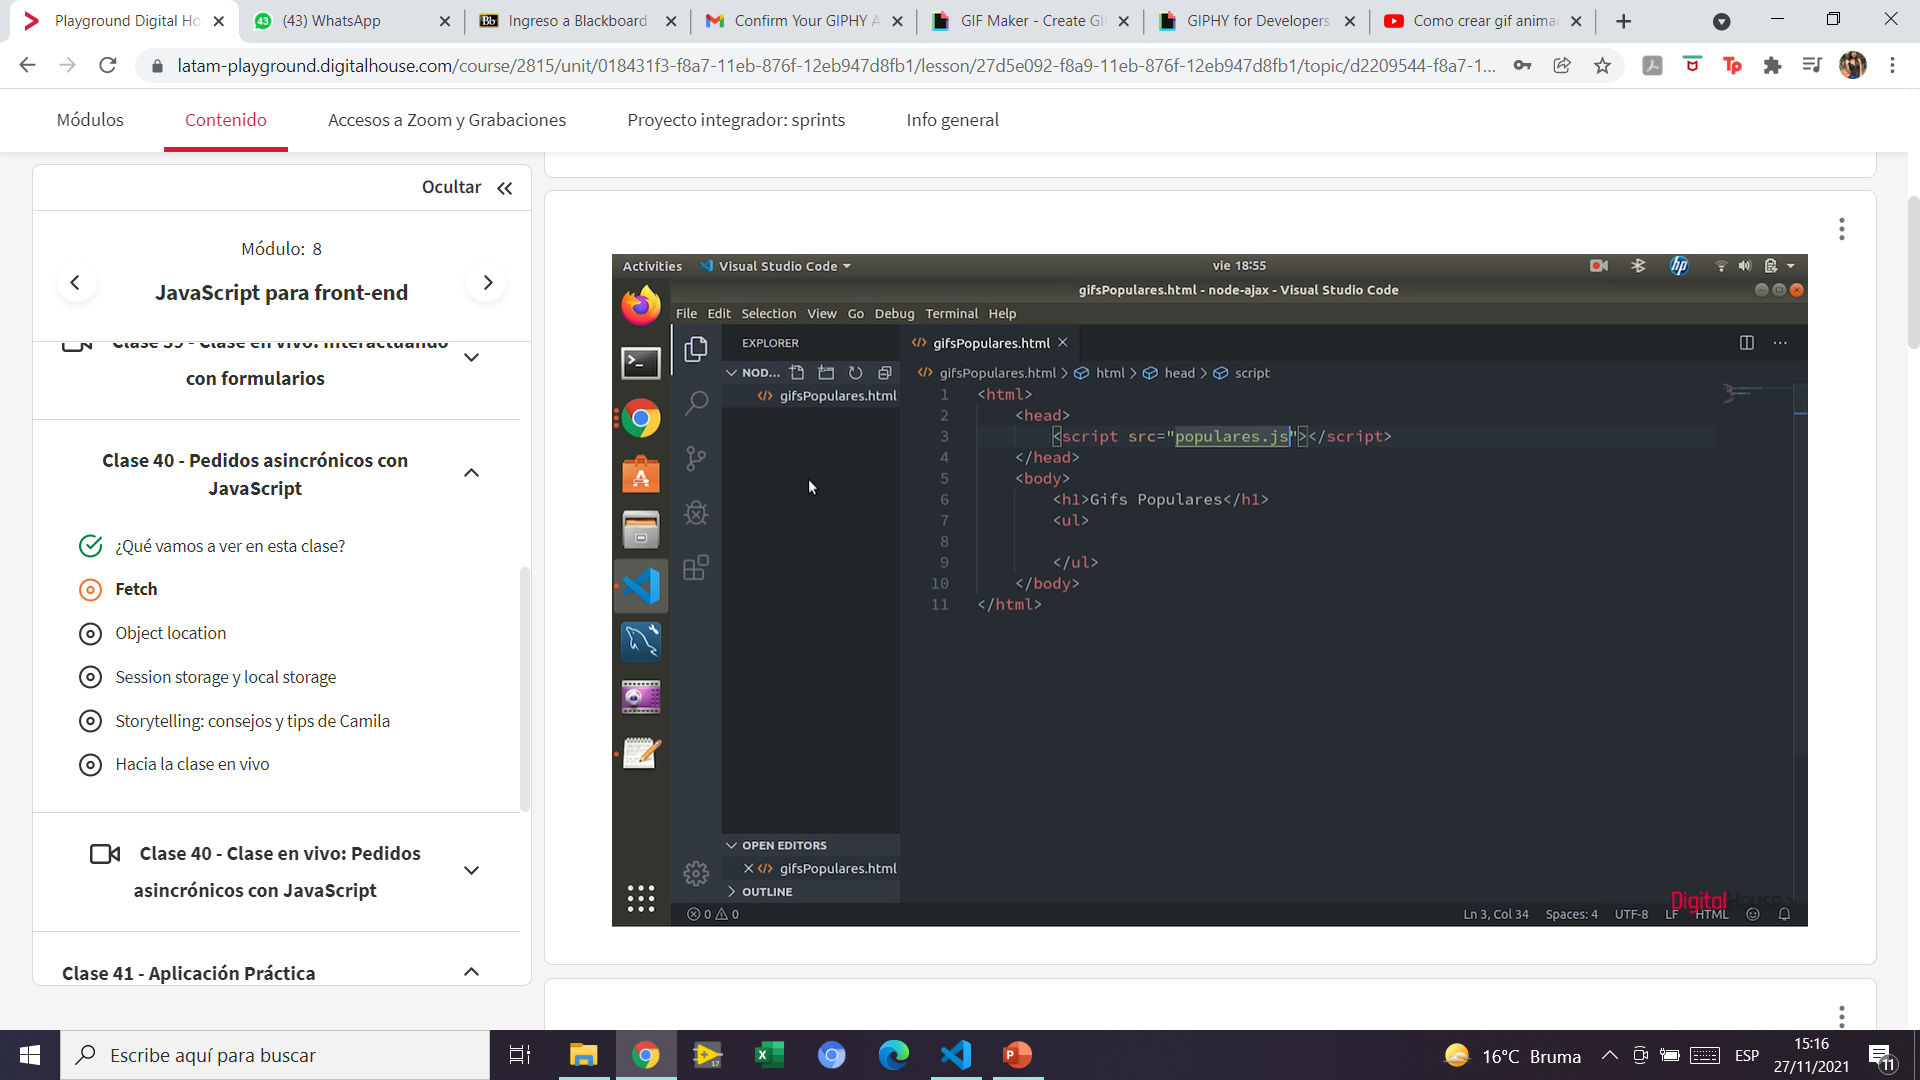 Playground Digital Ho
(43) WhatsApp
Ingreso a Blackboard
Confirm Your GIPHY A
GIF Maker - Create GI
GIPHY for Developers
Como crear gif anima
latam-playground.digitalhouse.com/course/2815/unit/018431f3-f8a7-11eb-876f-12eb947d8fb1/lesson/27d5e092-f8a9-11eb-876f-12eb947d8fb1/topic/d2209544-f8a7-1...
Módulos
Contenido
Accesos a Zoom y Grabaciones
Proyecto integrador: sprints
Info general
Ocultar
Módulo: 8
JavaScript para front-end
Clase 39 - Clase en vivo: Interactuando
con formularios
Clase 40 - Pedidos asincrónicos con
JavaScript
¿Qué vamos a ver en esta clase?
Fetch
Object location
Session storage y local storage
Storytelling: consejos y tips de Camila
Hacia la clase en vivo
Clase 40 - Clase en vivo: Pedidos
asincrónicos con JavaScript
Clase 41 - Aplicación Práctica
Activities
Visual Studio Code
vie 18:55
gifsPopulares.html - node-ajax - Visual Studio Code
File Edit Selection View Go Debug Terminal Help
EXPLORER
NOD...
gifsPopulares.html
gifsPopulares.html
gifsPopulares.html > html > head > script
1 <html>
2 <head>
3 <script src="populares.js"></script>
4 </head>
5 <body>
6 <h1>Gifs Populares</h1>
7 <ul>
8
9 </ul>
10 </body>
11 </html>
OPEN EDITORS
gifsPopulares.html
OUTLINE
0 0
Ln 3, Col 34
Spaces: 4
UTF-8
LF
HTML
DigitalHouse>
Escribe aquí para buscar
16°C Bruma
ESP
15:16
27/11/2021
11